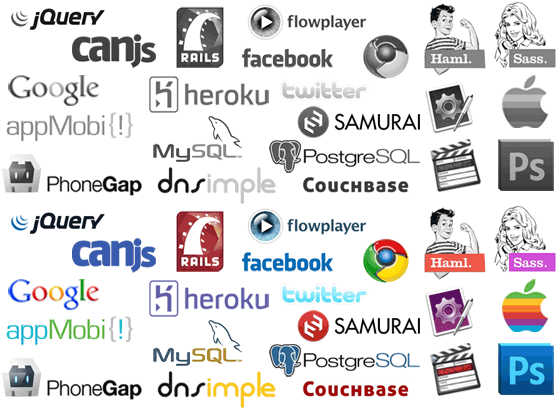 jQuery
canjs
RAILS
flowplayer
facebook
Haml.
Sass.
Google
heroku
twitter
appMobi{!}
SAMURAI
MySQL
PostgreSQL
PhoneGap
dnsimple
COUCHBASE
Ps
jQuery
canjs
RAILS
flowplayer
facebook
Haml.
Sass.
Google
heroku
twitter
appMobi{!}
SAMURAI
MySQL
PostgreSQL
PhoneGap
dnsimple
COUCHBASE
Ps